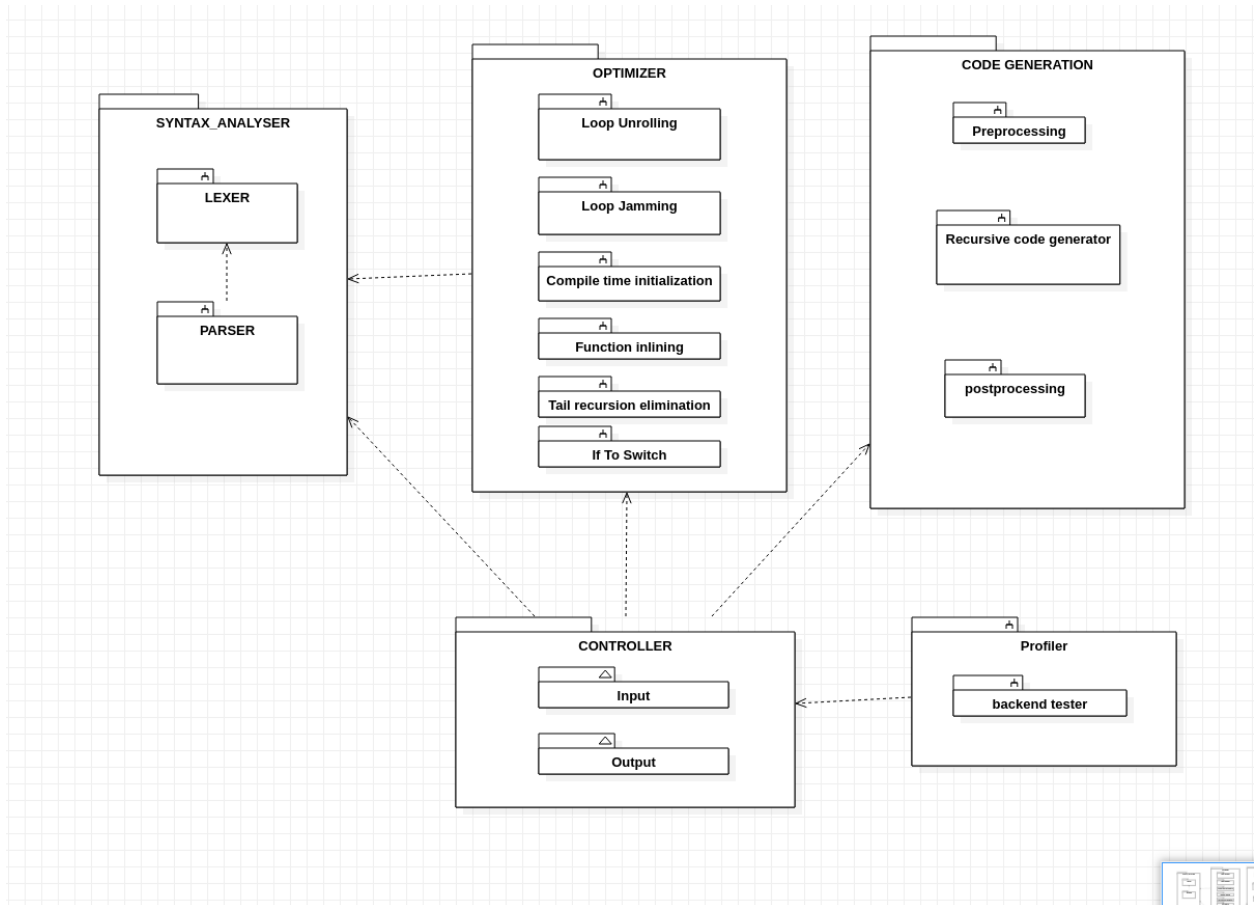 SYNTAX_ANALYSER
LEXER
PARSER
OPTIMIZER
Loop Unrolling
Loop Jamming
Compile time initialization
Function inlining
Tail recursion elimination
If To Switch
CODE GENERATION
Preprocessing
Recursive code generator
postprocessing
CONTROLLER
Input
Output
Profiler
backend tester